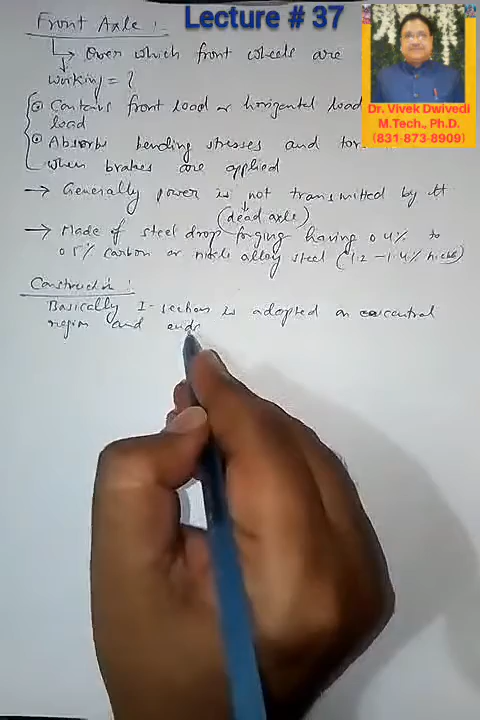 Lecture # 37
Front Axle :
Over which front wheels are
working = ?
Contains front load or horizontal load
load
Absorbs bending stresses and
when brakes are applied
→ Generally power is not transmitted by it
(dead axle)
→ Made of steel drop forging having 0.4% to
0.5% carbon or nickle alloy steel (1.2 - 1.4% nickel)
Construction :
Basically I-section is adopted on central
region and ends
Dr. Vivek Dwivedi
M.Tech., Ph.D.
(831-873-8909)